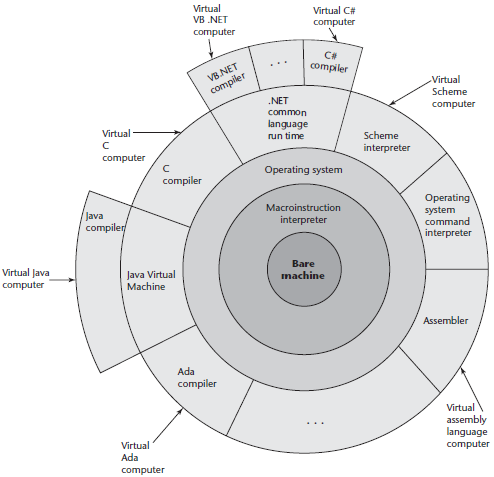 Virtual
VB .NET
computer
Virtual C#
computer
VB.NET
compiler
. . .
C#
compiler
Virtual
Scheme
computer
.NET
common
language
run time
Virtual
C
computer
Scheme
interpreter
C
compiler
Operating system
Operating
system
command
interpreter
Macroinstruction
interpreter
Java
compiler
Bare
machine
Virtual Java
computer
Java Virtual
Machine
Assembler
Ada
compiler
. . .
Virtual
assembly
language
computer
Virtual
Ada
computer